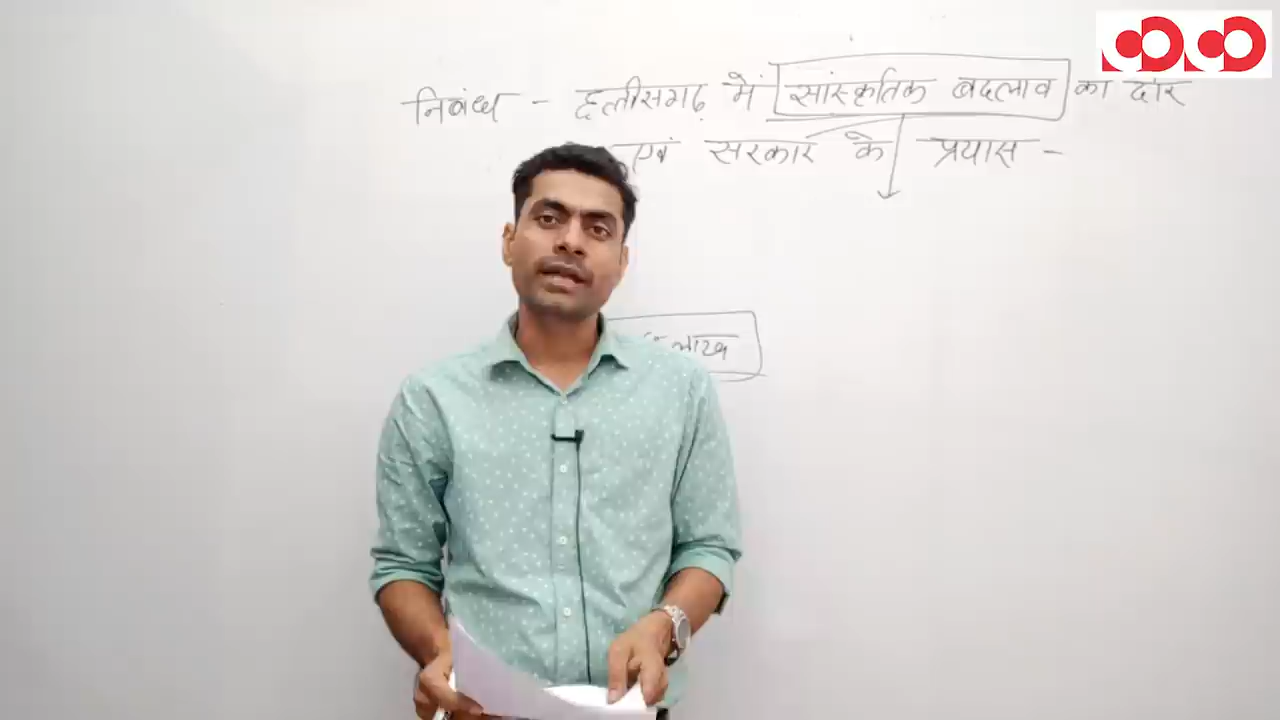 निबंध - छत्तीसगढ़ में सांस्कृतिक बदलाव का दौर
एवं सरकार के प्रयास -